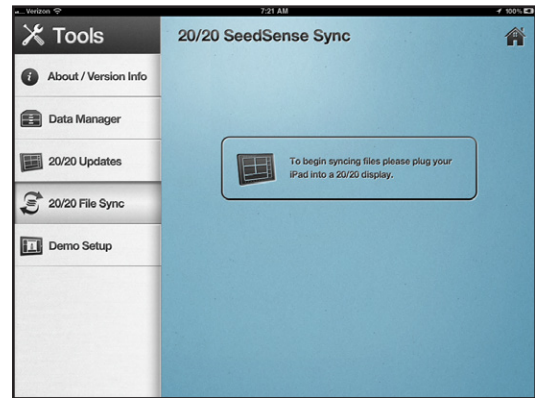 Verizon
7:21 AM
100%
Tools
20/20 SeedSense Sync
About / Version Info
Data Manager
20/20 Updates
20/20 File Sync
Demo Setup
To begin syncing files please plug your
iPad into a 20/20 display.